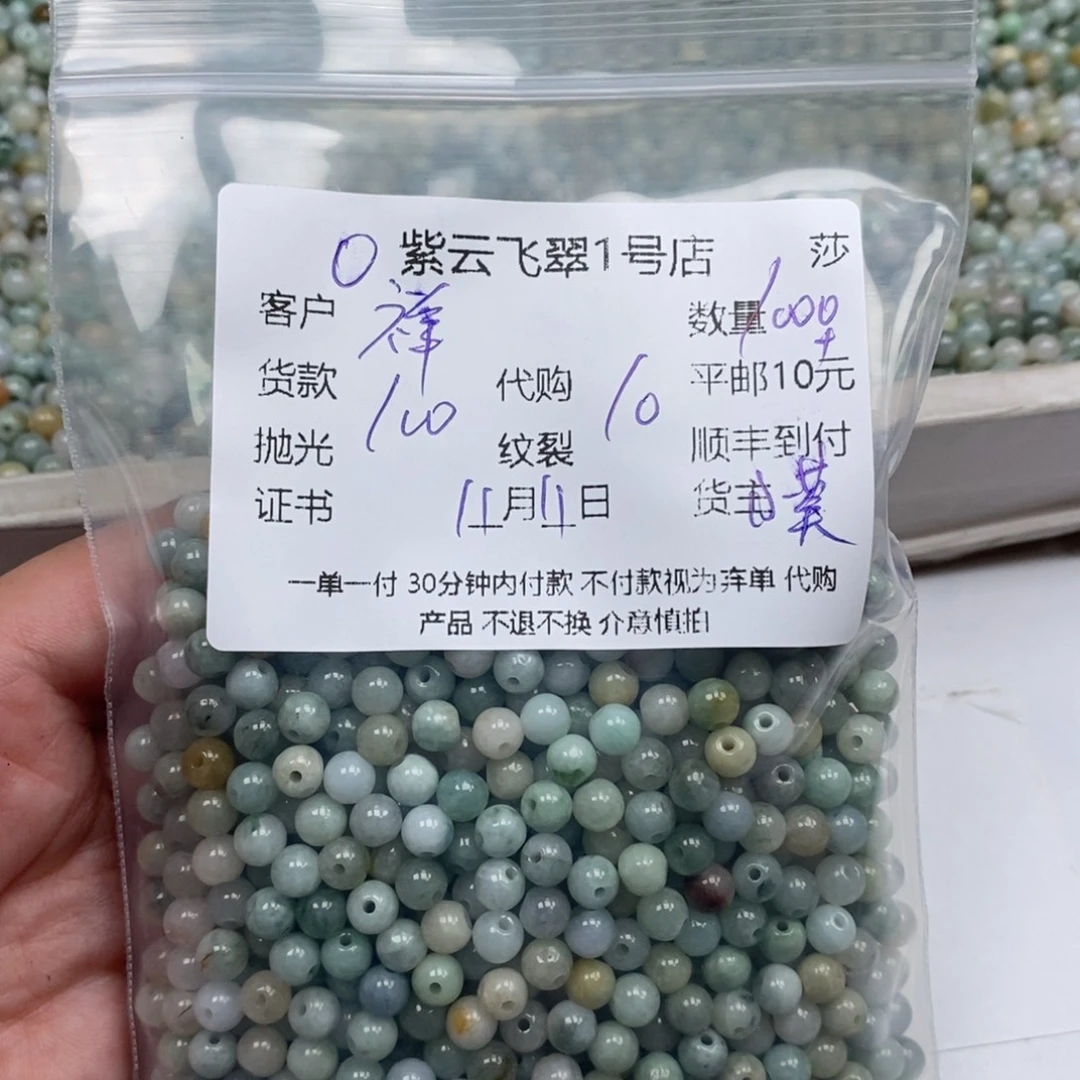 0 紫云飞翠1号店 莎
客户 祥 数量 1000
货款 100 代购 10 平邮10元
抛光 纹裂 顺丰到付
证书 11月11日 货主
一单一付 30分钟内付款 不付款视为弃单 代购
产品 不退不换 介意慎拍